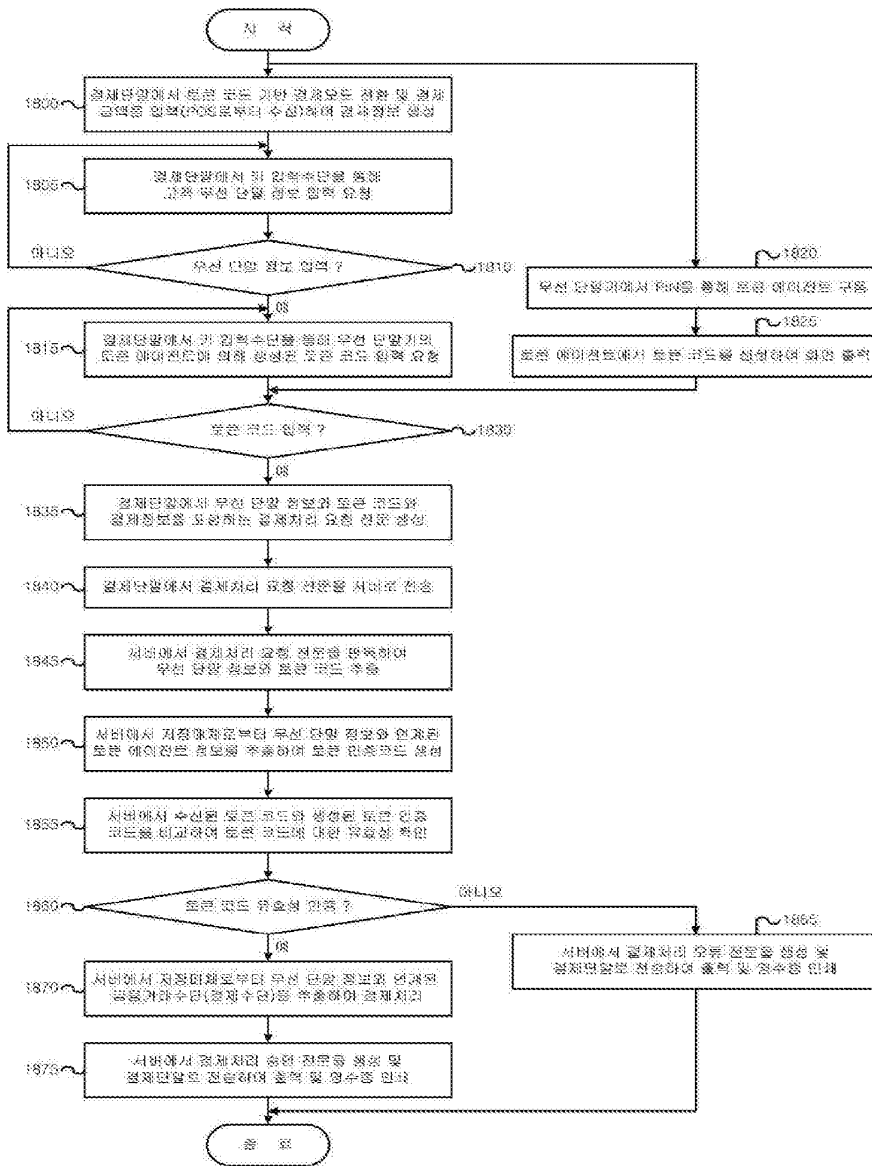 시 작
1800
결제단말에서 토큰 코드 기반 결제모드 전환 및 결제
금액을 입력(POS로부터 수신)하여 결제정보 생성
1805
결제단말에서 키 입력수단을 통해
고객 무선 단말 정보 입력 요청
아니오
무선 단말 정보 입력 ?
1810
예
1820
무선 단말기에서 PIN을 통해 토큰 에이전트 구동
1815
결제단말에서 키 입력수단을 통해 무선 단말기의
토큰 에이전트에 의해 생성된 토큰 코드 입력 요청
1825
토큰 에이전트에서 토큰 코드를 생성하여 화면 출력
아니오
토큰 코드 입력 ?
1830
예
1835
결제단말에서 무선 단말 정보와 토큰 코드와
결제정보를 포함하는 결제처리 요청 전문 생성
1840
결제단말에서 결제처리 요청 전문을 서버로 전송
1845
서버에서 결제처리 요청 전문을 판독하여
무선 단말 정보와 토큰 코드 추출
1850
서버에서 저장매체로부터 무선 단말 정보와 연계된
토큰 에이전트 정보를 추출하여 토큰 인증코드 생성
1855
서버에서 수신된 토큰 코드와 생성된 토큰 인증
코드를 비교하여 토큰 코드에 대한 유효성 확인
1860
토큰 코드 유효성 인증 ?
아니오
예
1865
서버에서 결제처리 오류 전문을 생성 및
결제단말로 전송하여 출력 및 영수증 인쇄
1870
서버에서 저장매체로부터 무선 단말 정보와 연계된
금융거래수단(결제수단)을 추출하여 결제처리
1875
서버에서 결제처리 승인 전문을 생성 및
결제단말로 전송하여 출력 및 영수증 인쇄
종 료